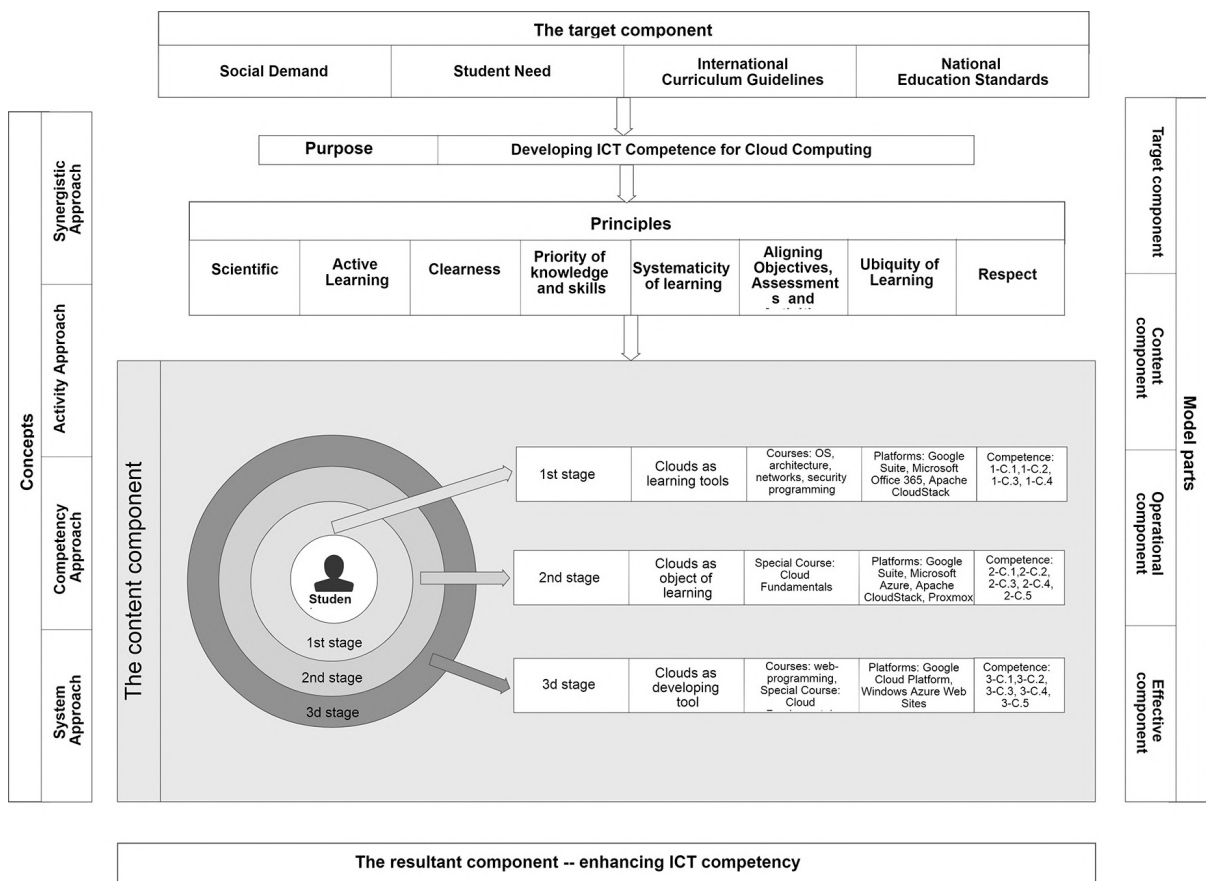 The target component
Social Demand
Student Need
International
Curriculum Guidelines
National
Education Standards
Purpose
Developing ICT Competence for Cloud Computing
Principles
Scientific
Active
Learning
Clearness
Priority of
knowledge
and skills
Systematicity
of learning
Aligning
Objectives,
Assessment
s and
Ubiquity of
Learning
Respect
Concepts
Synergistic
Approach
Activity Approach
Competency
Approach
System
Approach
The content component
Studen
1st stage
2nd stage
3d stage
1st stage
Clouds as
learning tools
Courses: OS,
architecture,
networks, security
programming
Platforms: Google
Suite, Microsoft
Office 365, Apache
CloudStack
Competence:
1-C.1,1-C.2,
1-C.3, 1-C.4
2nd stage
Clouds as
object of
learning
Special Course:
Cloud
Fundamentals
Platforms: Google
Suite, Microsoft
Azure, Apache
CloudStack, Proxmox
Competence:
2-C.1,2-C.2,
2-C.3, 2-C.4,
2-C.5
3d stage
Clouds as
developing
tool
Courses: web-
programming,
Special Course:
Cloud
Platforms: Google
Cloud Platform,
Windows Azure Web
Sites
Competence:
3-C.1,3-C.2,
3-C.3, 3-C.4,
3-C.5
Target component
Content
component
Operational
component
Effective
component
Model parts
The resultant component -- enhancing ICT competency